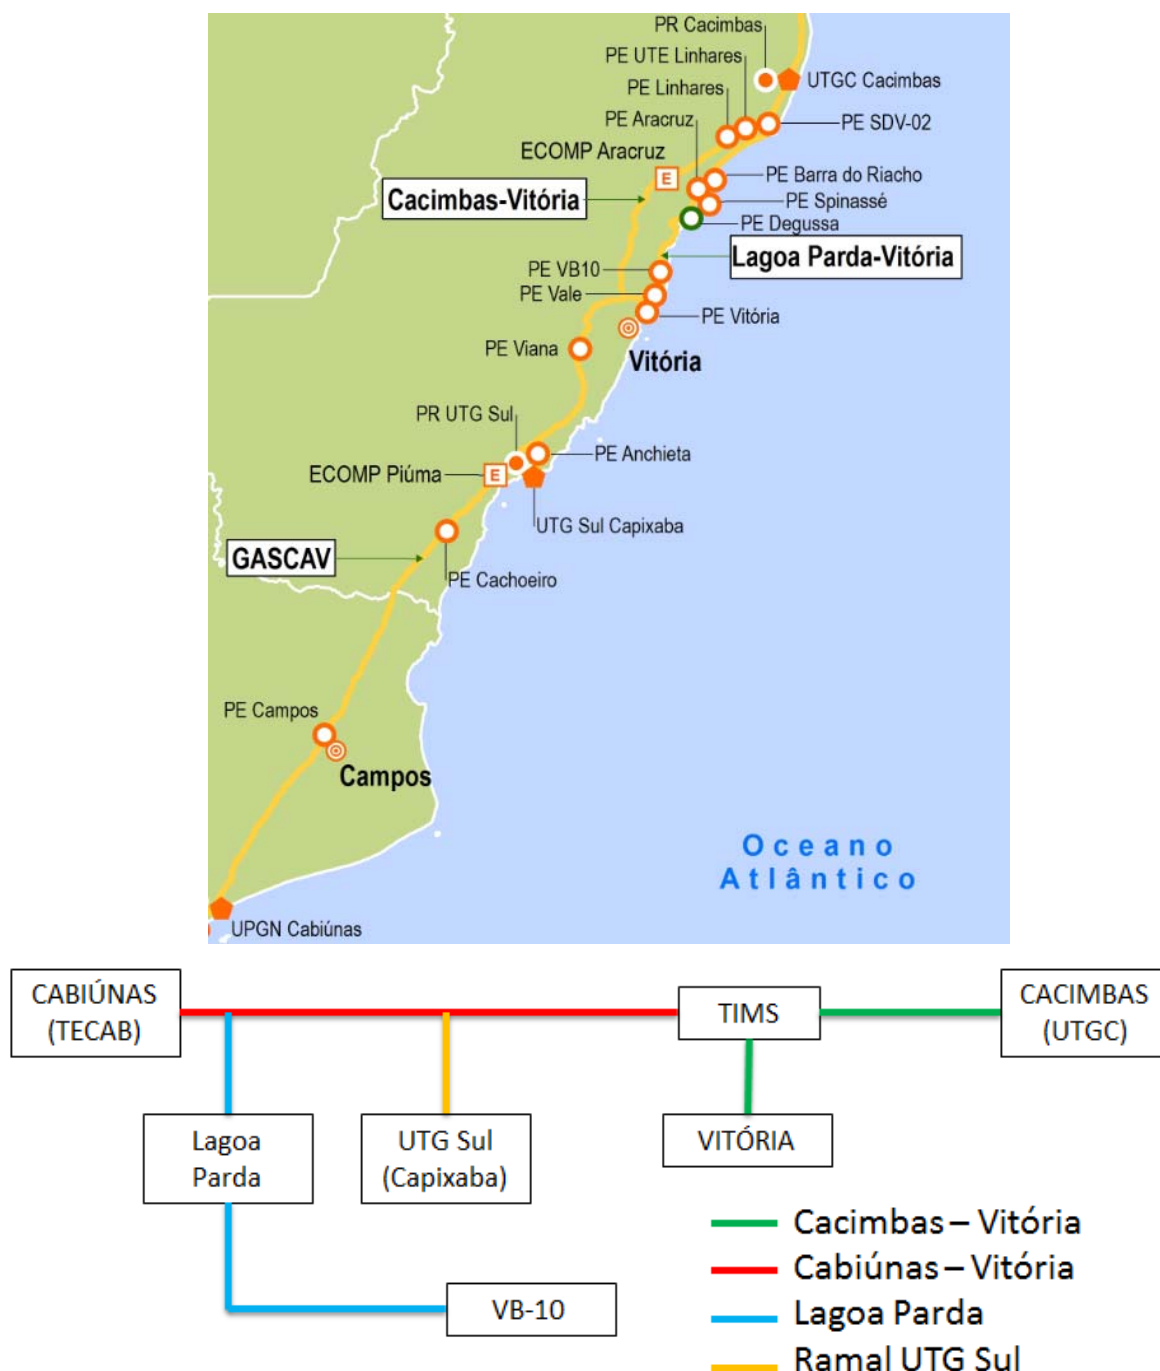 PR Cacimbas
PE UTE Linhares
UTGC Cacimbas
PE Linhares
PE Aracruz
PE SDV-02
ECOMP Aracruz
E
PE Barra do Riacho
Cacimbas-Vitória
PE Spinassé
PE Degussa
Lagoa Parda-Vitória
PE VB10
PE Vale
PE Vitória
PE Viana
Vitória
PR UTG Sul
PE Anchieta
ECOMP Piúma
E
UTG Sul Capixaba
GASCAV
PE Cachoeiro
PE Campos
Campos
Oceano
Atlântico
UPGN Cabiúnas
CABIÚNAS
(TECAB)
TIMS
CACIMBAS
(UTGC)
Lagoa
Parda
UTG Sul
(Capixaba)
VITÓRIA
VB-10
Cacimbas – Vitória
Cabiúnas – Vitória
Lagoa Parda
Ramal UTG Sul